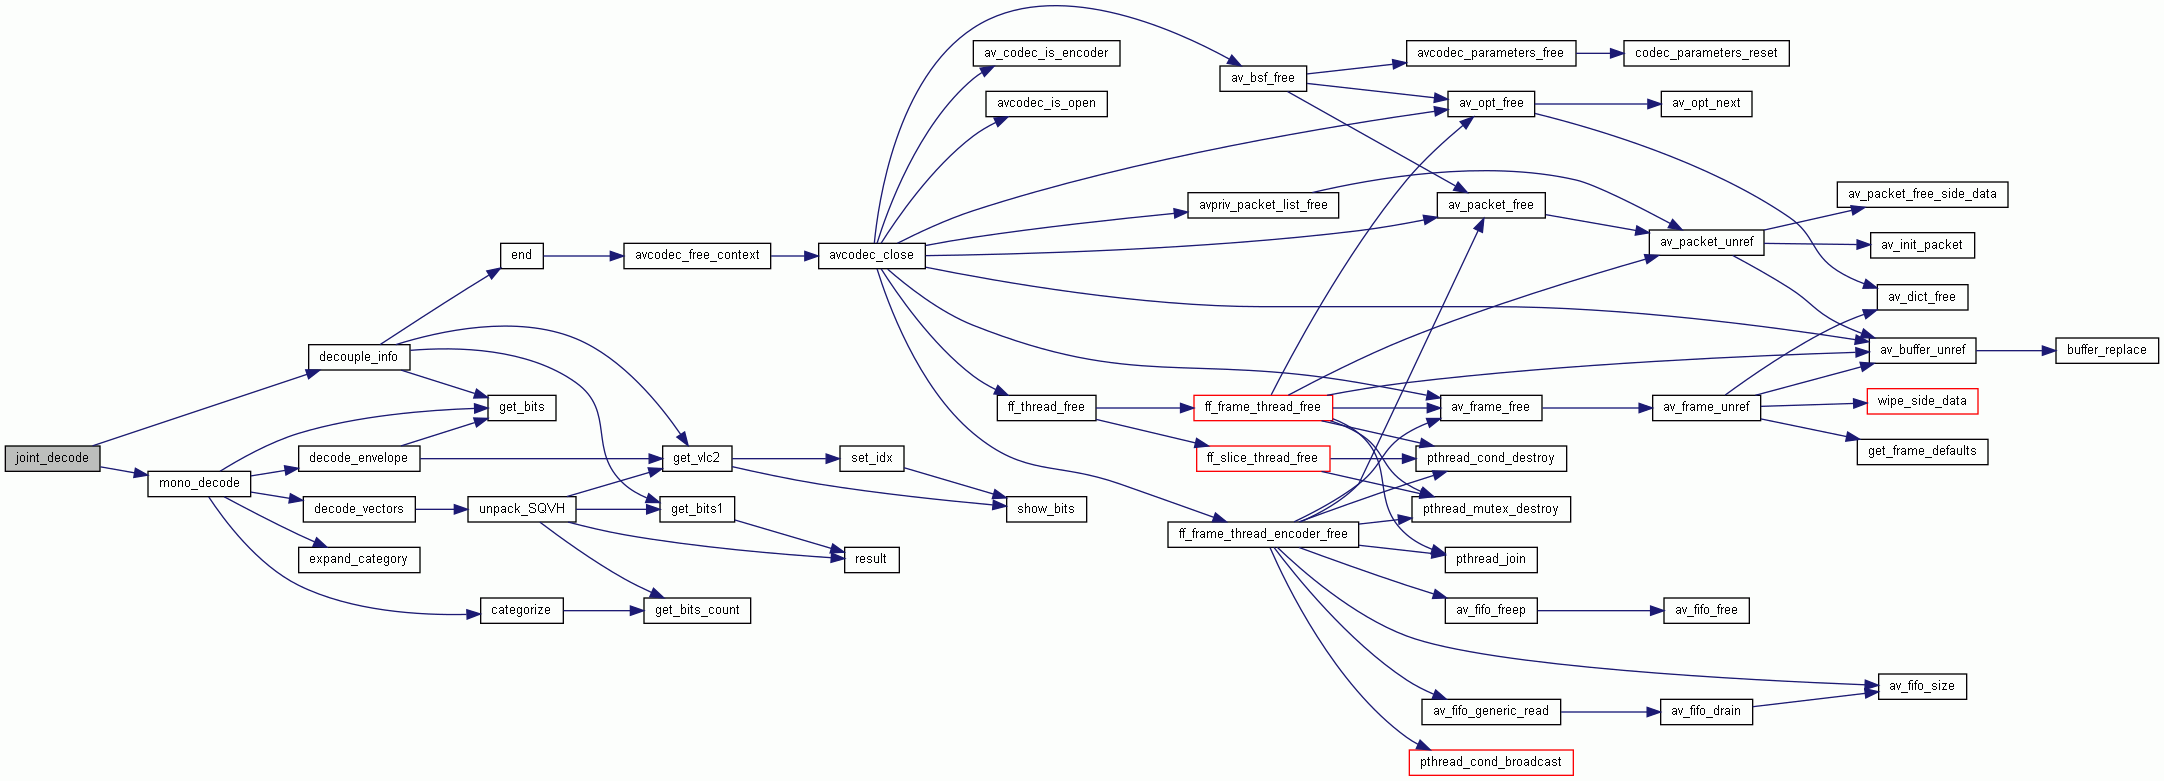 joint_decode
decouple_info
mono_decode
end
get_bits
decode_envelope
decode_vectors
expand_category
categorize
avcodec_free_context
get_vlc2
unpack_SQVH
get_bits1
get_bits_count
avcodec_close
set_idx
result
show_bits
av_codec_is_encoder
avcodec_is_open
ff_thread_free
av_bsf_free
avpriv_packet_list_free
ff_frame_thread_free
ff_slice_thread_free
ff_frame_thread_encoder_free
avcodec_parameters_free
av_opt_free
av_packet_free
av_frame_free
pthread_cond_destroy
pthread_mutex_destroy
pthread_join
av_fifo_freep
av_fifo_generic_read
pthread_cond_broadcast
codec_parameters_reset
av_opt_next
av_packet_unref
av_frame_unref
av_fifo_free
av_fifo_drain
av_packet_free_side_data
av_init_packet
av_dict_free
av_buffer_unref
wipe_side_data
get_frame_defaults
av_fifo_size
buffer_replace